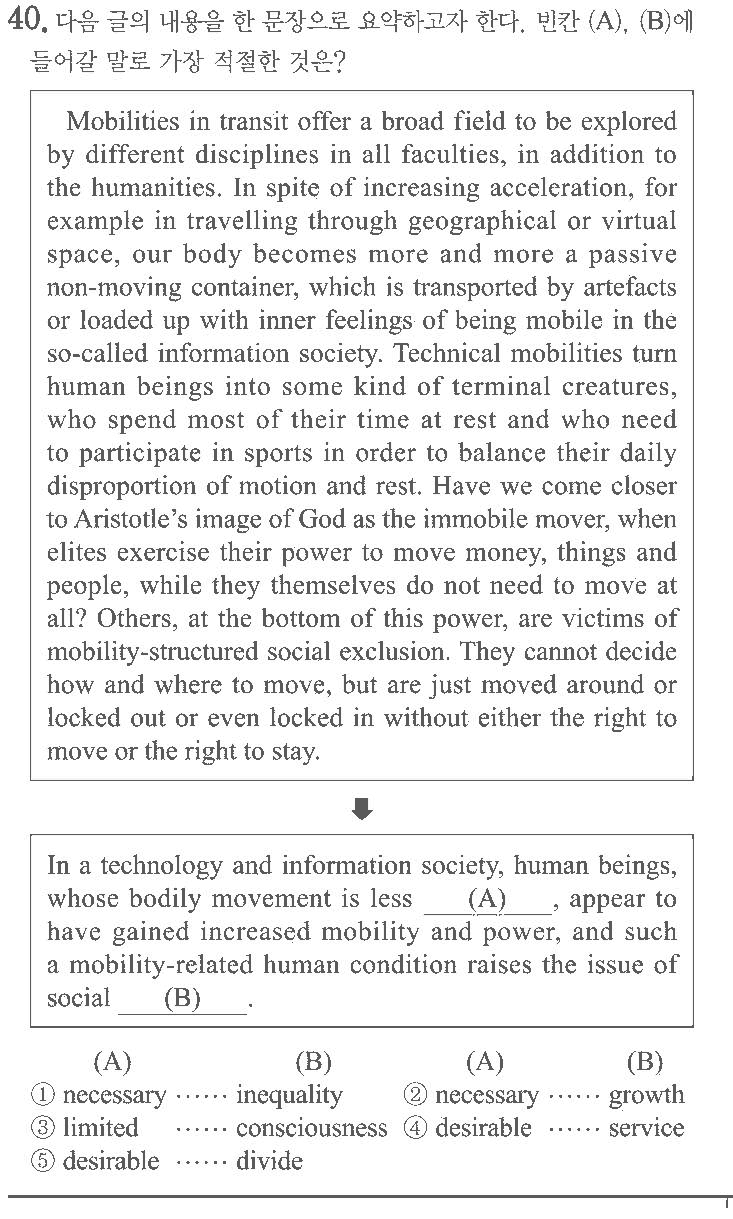 40. 다음 글의 내용을 한 문장으로 요약하고자 한다. 빈칸 (A), (B)에
들어갈 말로 가장 적절한 것은?
Mobilities in transit offer a broad field to be explored
by different disciplines in all faculties, in addition to
the humanities. In spite of increasing acceleration, for
example in travelling through geographical or virtual
space, our body becomes more and more a passive
non-moving container, which is transported by artefacts
or loaded up with inner feelings of being mobile in the
so-called information society. Technical mobilities turn
human beings into some kind of terminal creatures,
who spend most of their time at rest and who need
to participate in sports in order to balance their daily
disproportion of motion and rest. Have we come closer
to Aristotle's image of God as the immobile mover, when
elites exercise their power to move money, things and
people, while they themselves do not need to move at
all? Others, at the bottom of this power, are victims of
mobility-structured social exclusion. They cannot decide
how and where to move, but are just moved around or
locked out or even locked in without either the right to
move or the right to stay.
In a technology and information society, human beings,
whose bodily movement is less (A) , appear to
have gained increased mobility and power, and such
a mobility-related human condition raises the issue of
social (B) .
(A) (B) (A) (B)
① necessary ······ inequality ② necessary ······ growth
③ limited ······ consciousness ④ desirable ······ service
⑤ desirable ······ divide